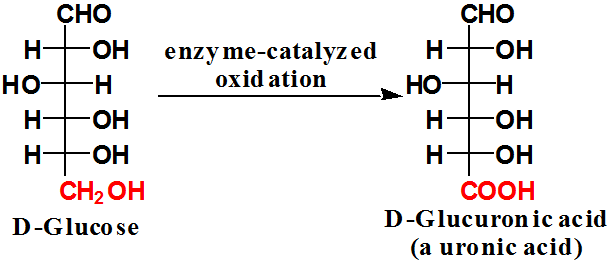 CHO
H OH
HO H
H OH
H OH
CH2OH
D-Glucose
enzyme-catalyzed
oxidation
CHO
H OH
HO H
H OH
H OH
COOH
D-Glucuronic acid
(a uronic acid)